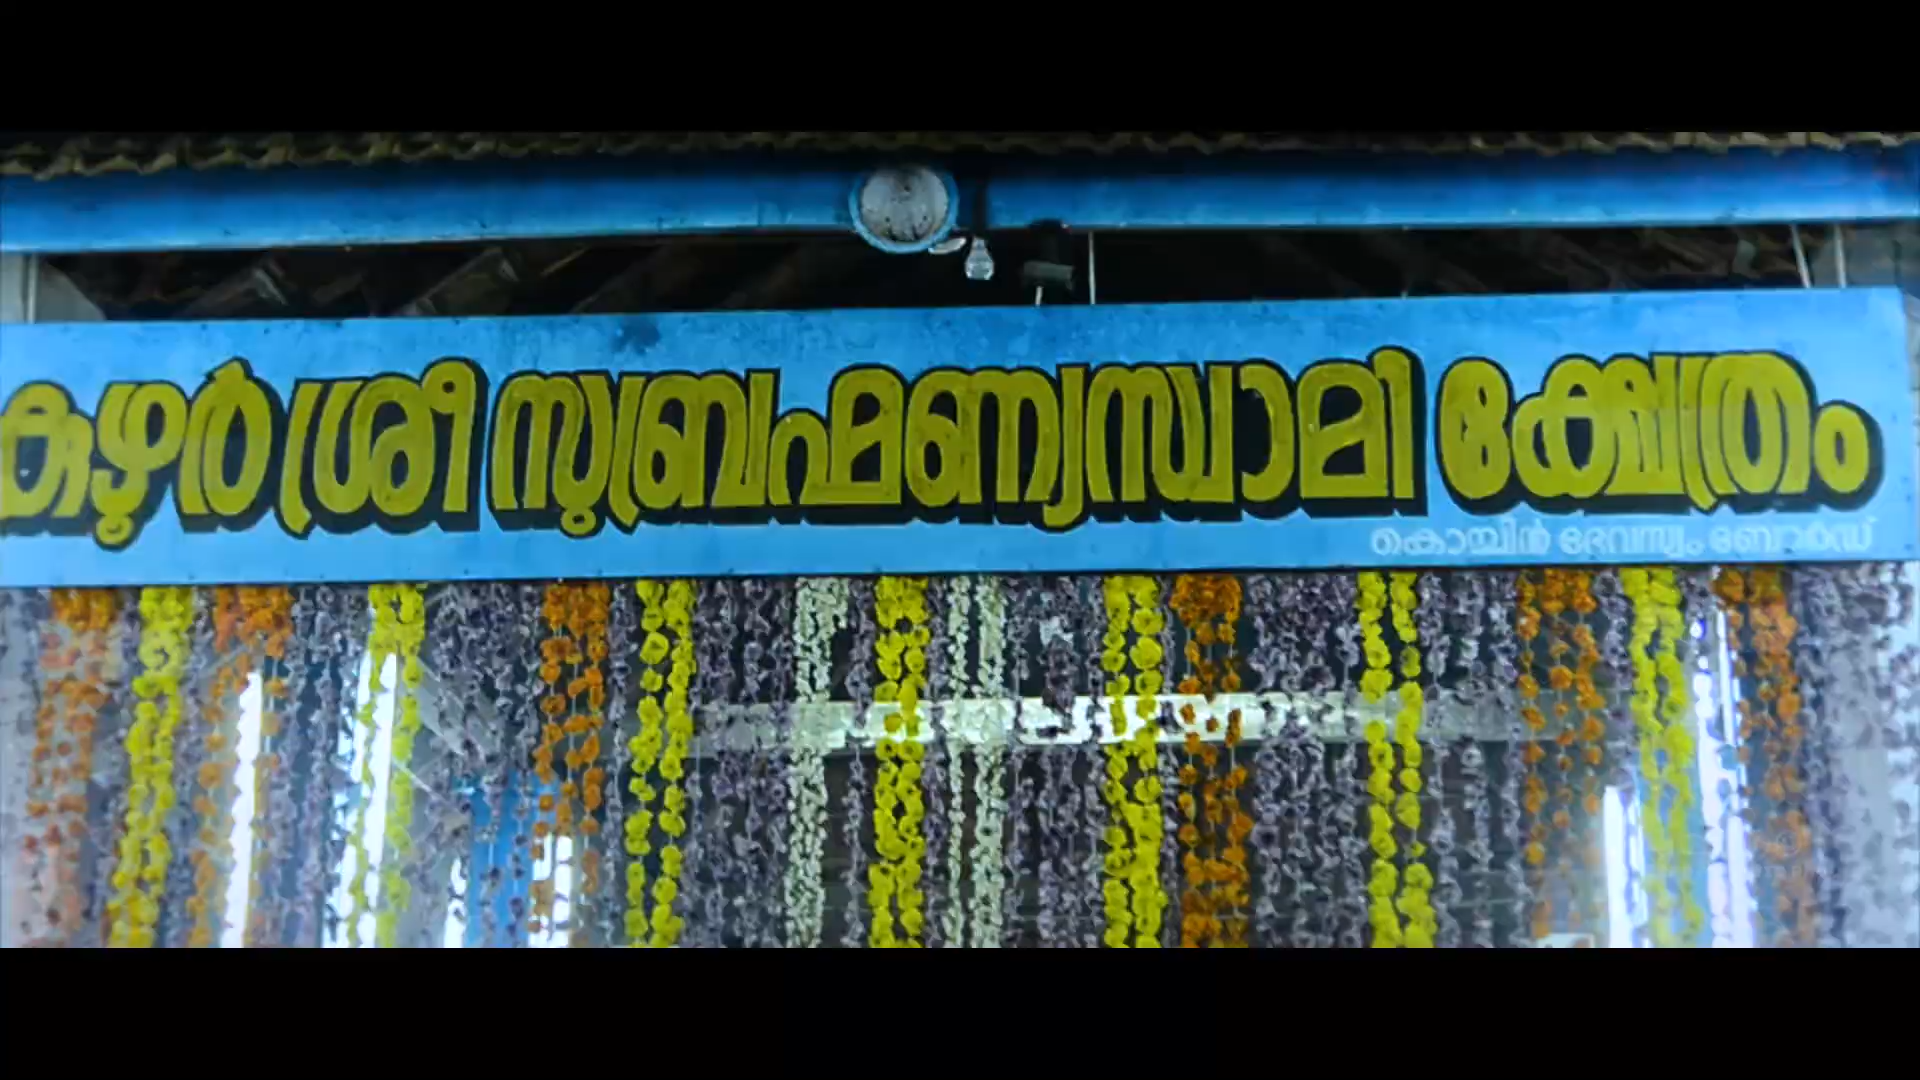 കുഴൂർ ശ്രീ സുബ്രഹ്മണ്യസ്വാമി ക്ഷേത്രം
കൊച്ചിൻ ദേവസ്വം ബോർഡ്